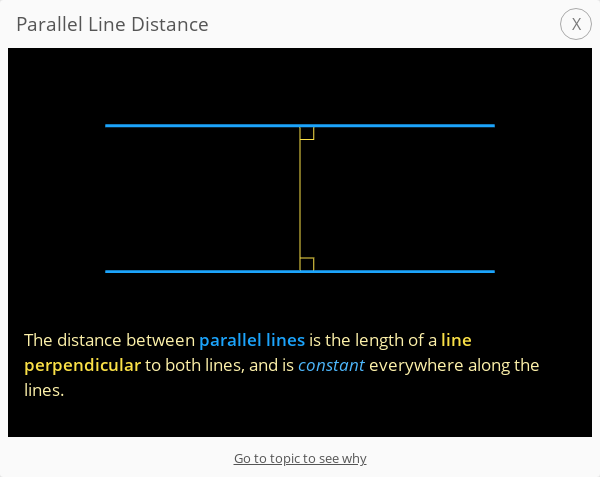 Parallel Line Distance
X
The distance between parallel lines is the length of a line
perpendicular to both lines, and is constant everywhere along the
lines.
Go to topic to see why